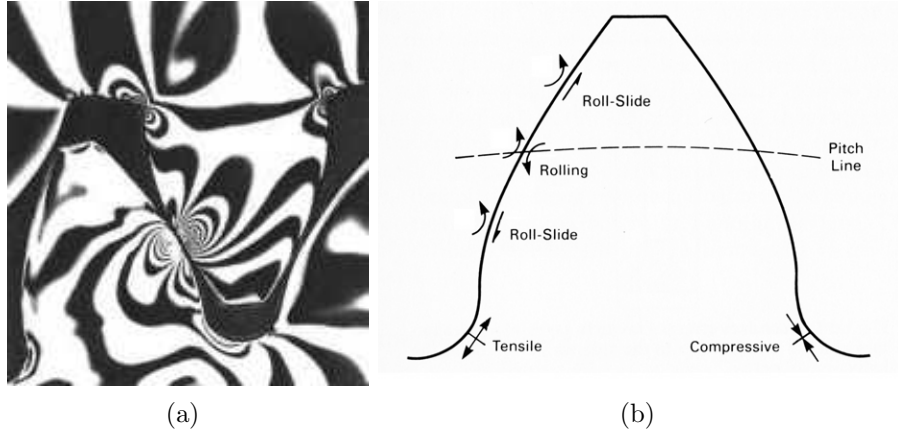 Roll-Slide
Pitch
Line
Rolling
Roll-Slide
Tensile
Compressive
(a)
(b)